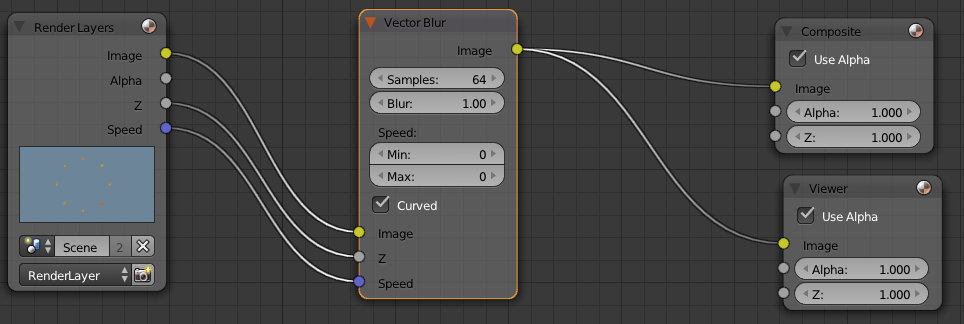 Render Layers
Image
Alpha
Z
Speed
Scene 2
RenderLayer
Vector Blur
Image
Samples: 64
Blur: 1.00
Speed:
Min: 0
Max: 0
Curved
Image
Z
Speed
Composite
Use Alpha
Image
Alpha: 1.000
Z: 1.000
Viewer
Use Alpha
Image
Alpha: 1.000
Z: 1.000